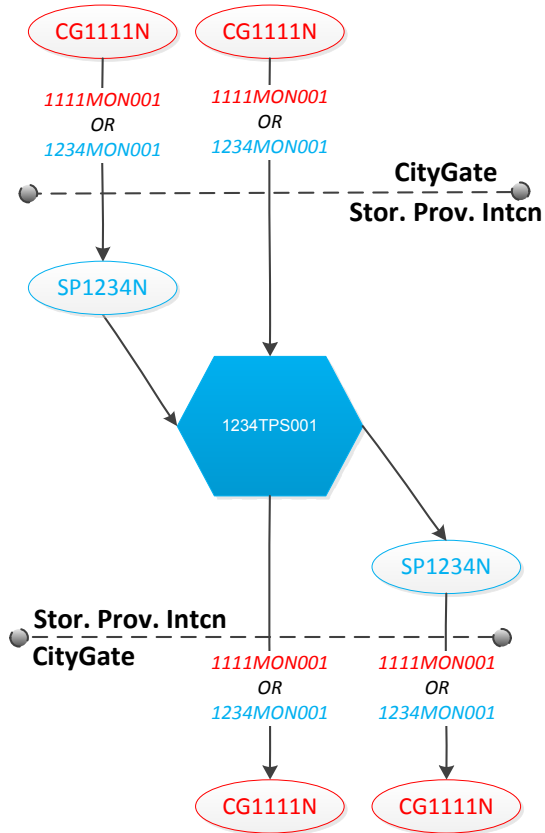 CG1111N
CG1111N
1111MON001
OR
1234MON001
1111MON001
OR
1234MON001
CityGate
Stor. Prov. Intcn
SP1234N
1234TPS001
SP1234N
Stor. Prov. Intcn
CityGate
1111MON001
OR
1234MON001
1111MON001
OR
1234MON001
CG1111N
CG1111N